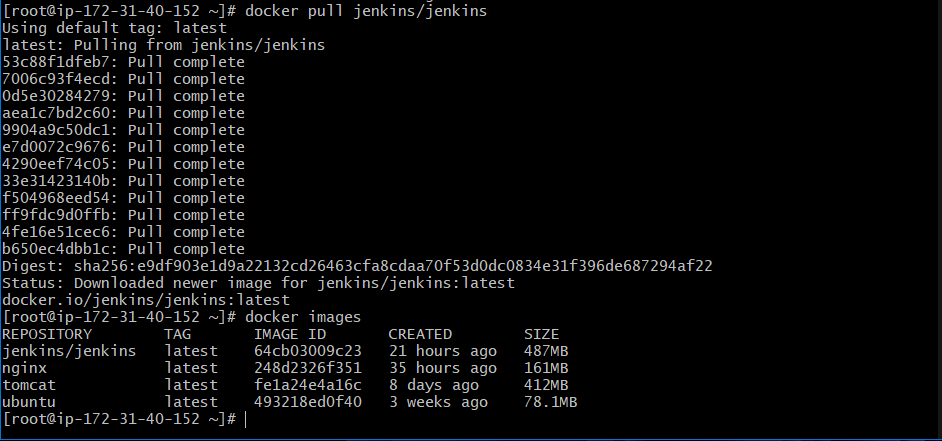 [root@ip-172-31-40-152 ~]# docker pull jenkins/jenkins
Using default tag: latest
latest: Pulling from jenkins/jenkins
53c88f1dfeb7: Pull complete
7006c93f4ecd: Pull complete
0d5e30284279: Pull complete
aea1c7bd2c60: Pull complete
9904a9c50dc1: Pull complete
e7d0072c9676: Pull complete
4290eef74c05: Pull complete
33e31423140b: Pull complete
f504968eed54: Pull complete
ff9fdc9d0ffb: Pull complete
4fe16e51cec6: Pull complete
b650ec4dbb1c: Pull complete
Digest: sha256:e9df903e1d9a22132cd26463cfa8cdaa70f53d0dc0834e31f396de687294af22
Status: Downloaded newer image for jenkins/jenkins:latest
docker.io/jenkins/jenkins:latest
[root@ip-172-31-40-152 ~]# docker images
REPOSITORY        TAG       IMAGE ID       CREATED        SIZE
jenkins/jenkins   latest    64cb03009c23   21 hours ago   487MB
nginx             latest    248d2326f351   35 hours ago   161MB
tomcat            latest    fe1a24e4a16c   8 days ago     412MB
ubuntu            latest    493218ed0f40   3 weeks ago    78.1MB
[root@ip-172-31-40-152 ~]#